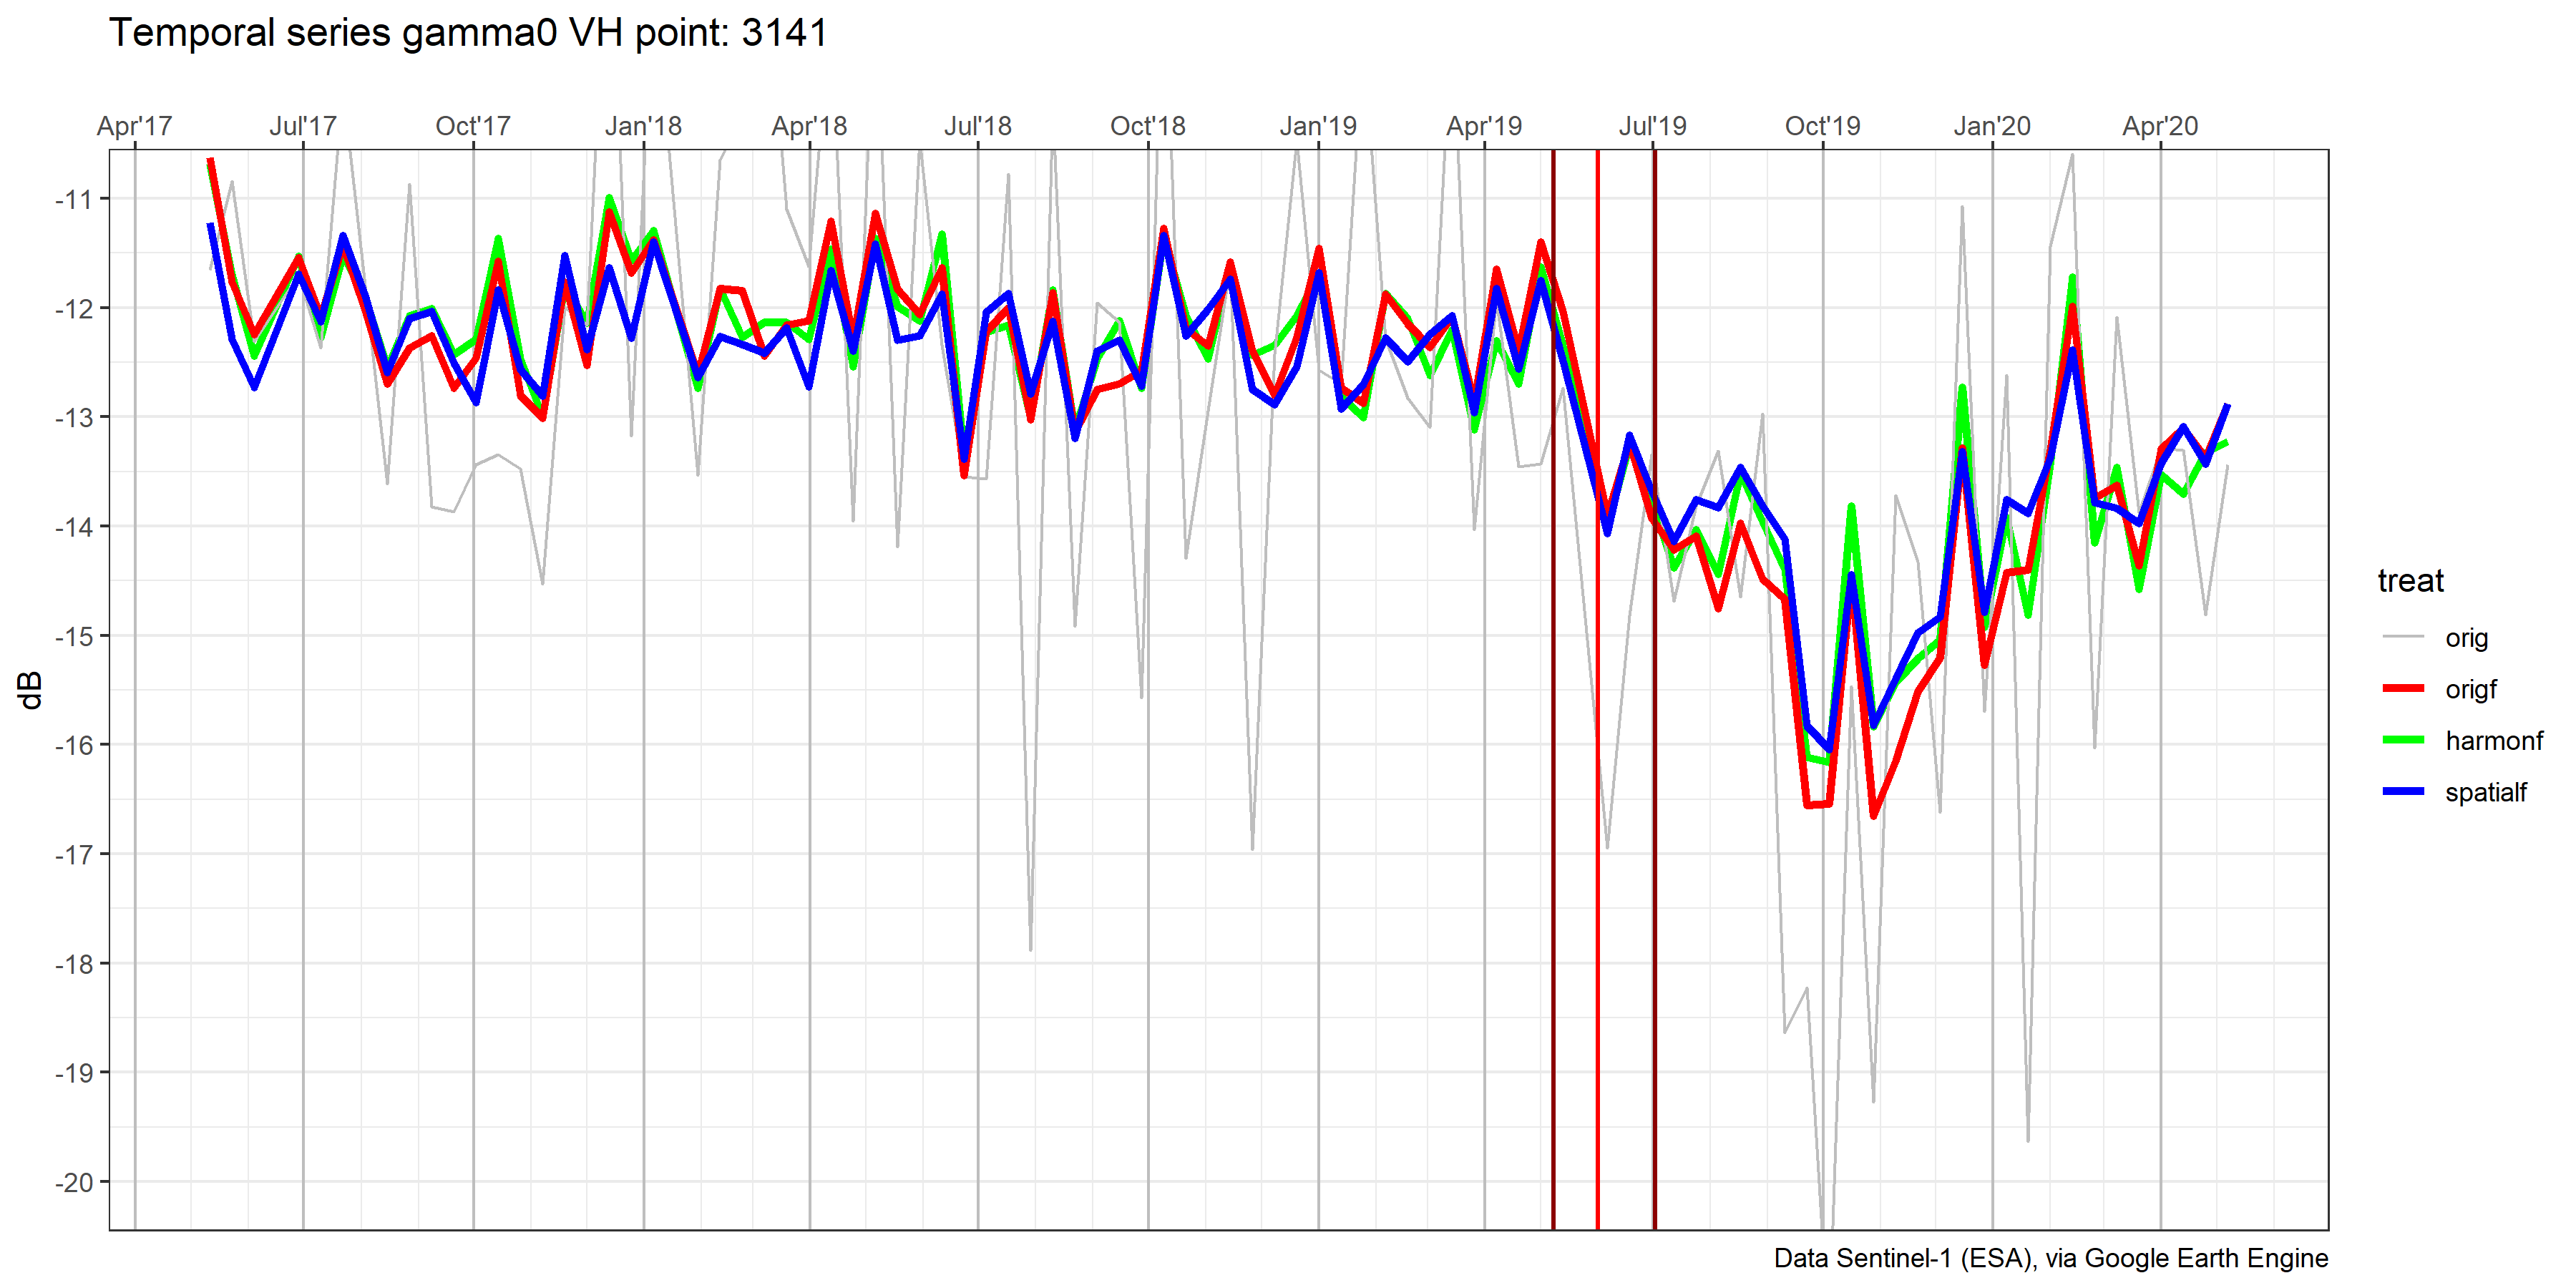 Temporal series gamma0 VH point: 3141
Apr'17 Jul'17 Oct'17 Jan'18 Apr'18 Jul'18 Oct'18 Jan'19 Apr'19 Jul'19 Oct'19 Jan'20 Apr'20
-11
-12
-13
-14
-15
-16
-17
-18
-19
-20
dB
treat
orig
origf
harmonf
spatialf
Data Sentinel-1 (ESA), via Google Earth Engine